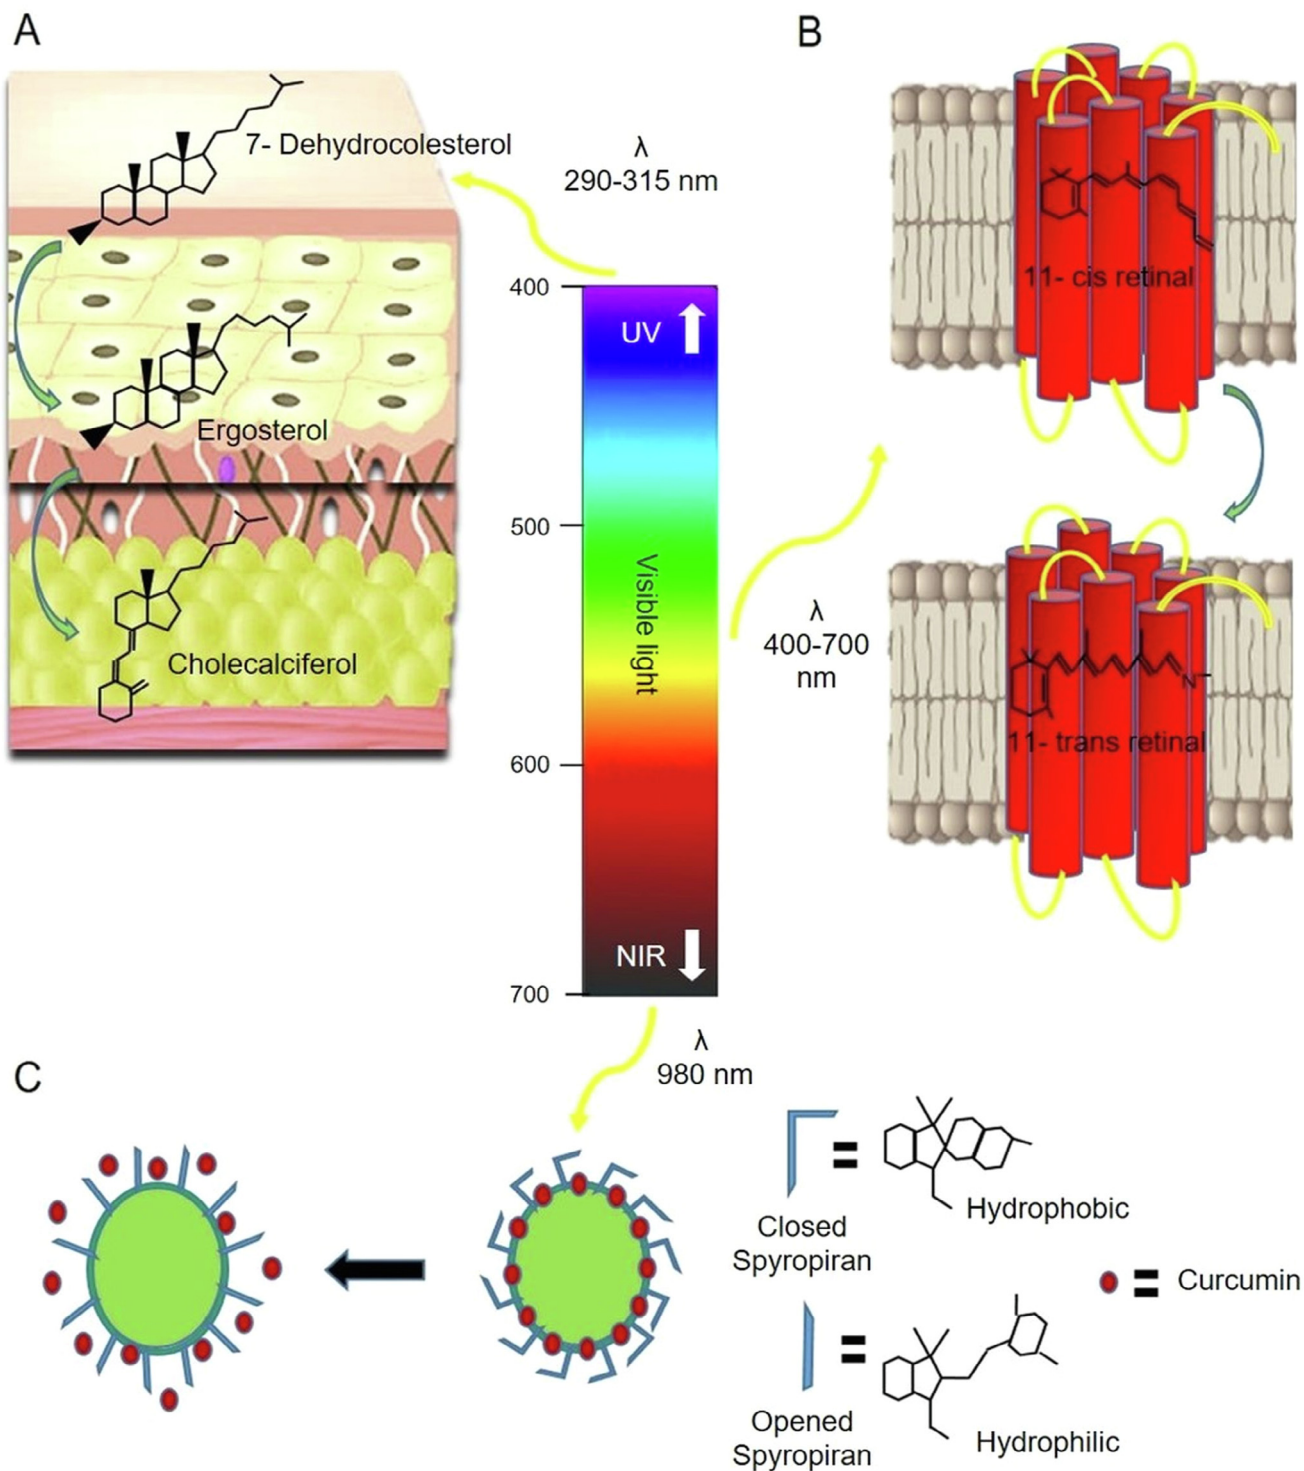 A
7- Dehydrocolesterol
Ergosterol
Cholecalciferol
λ
290-315 nm
400
UV
500
Visible light
600
NIR
700
λ
400-700
nm
λ
980 nm
B
11- cis retinal
N
11- trans retinal
C
Closed
Spyropiran
=
Hydrophobic
Opened
Spyropiran
=
Hydrophilic
= Curcumin